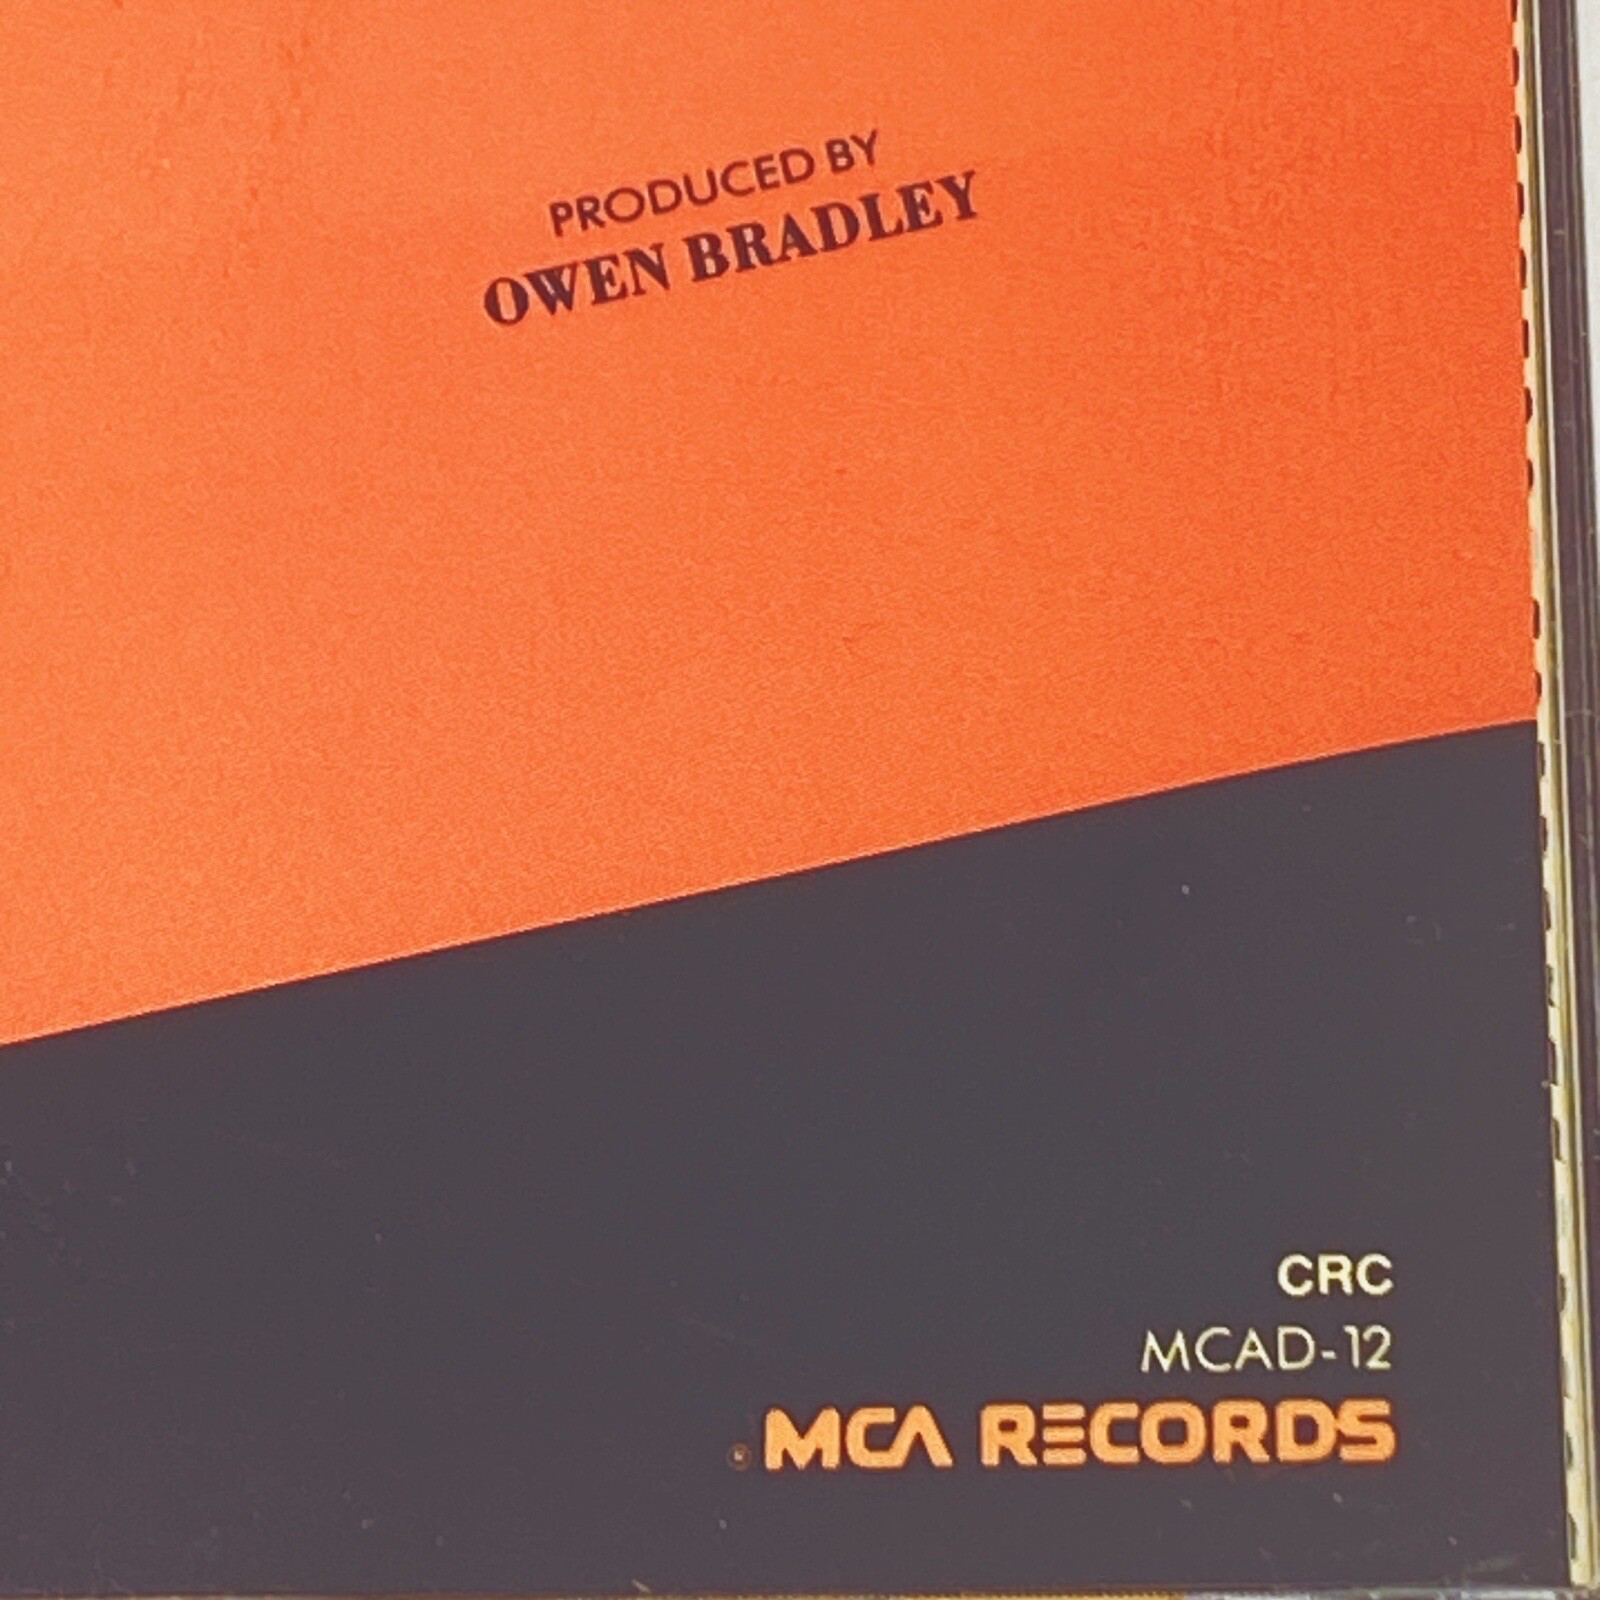 PRODUCED BY
OWEN BRADLEY
CRC
MCAD-12
® MCA RECORDS